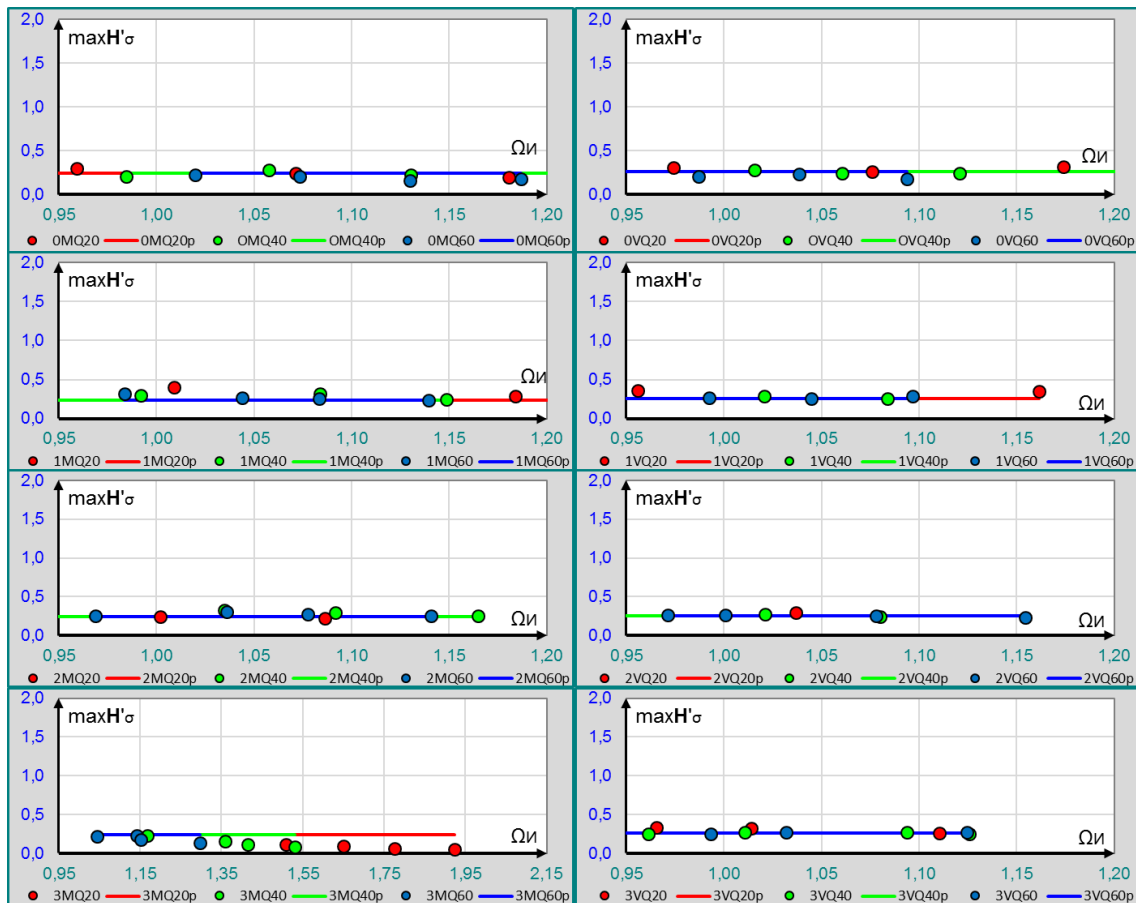 2,0
maxH'σ
1,5
1,0
0,5
Ωи
0,0
0,95 1,00 1,05 1,10 1,15 1,20
0MQ20 0MQ20p OMQ40 OMQ40p 0MQ60 0MQ60p
2,0
maxH'σ
1,5
1,0
0,5
Ωи
0,0
0,95 1,00 1,05 1,10 1,15 1,20
0VQ20 0VQ20p OVQ40 OVQ40p 0VQ60 0VQ60p
2,0
maxH'σ
1,5
1,0
0,5
Ωи
0,0
0,95 1,00 1,05 1,10 1,15 1,20
1MQ20 1MQ20p 1MQ40 1MQ40p 1MQ60 1MQ60p
2,0
maxH'σ
1,5
1,0
0,5
Ωи
0,0
0,95 1,00 1,05 1,10 1,15 1,20
1VQ20 1VQ20p 1VQ40 1VQ40p 1VQ60 1VQ60p
2,0
maxH'σ
1,5
1,0
0,5
Ωи
0,0
0,95 1,00 1,05 1,10 1,15 1,20
2MQ20 2MQ20p 2MQ40 2MQ40p 2MQ60 2MQ60p
2,0
maxH'σ
1,5
1,0
0,5
Ωи
0,0
0,95 1,00 1,05 1,10 1,15 1,20
2VQ20 2VQ20p 2VQ40 2VQ40p 2VQ60 2VQ60p
2,0
maxH'σ
1,5
1,0
0,5
Ωи
0,0
0,95 1,15 1,35 1,55 1,75 1,95 2,15
3MQ20 3MQ20p 3MQ40 3MQ40p 3MQ60 3MQ60p
2,0
maxH'σ
1,5
1,0
0,5
Ωи
0,0
0,95 1,00 1,05 1,10 1,15 1,20
3VQ20 3VQ20p 3VQ40 3VQ40p 3VQ60 3VQ60p